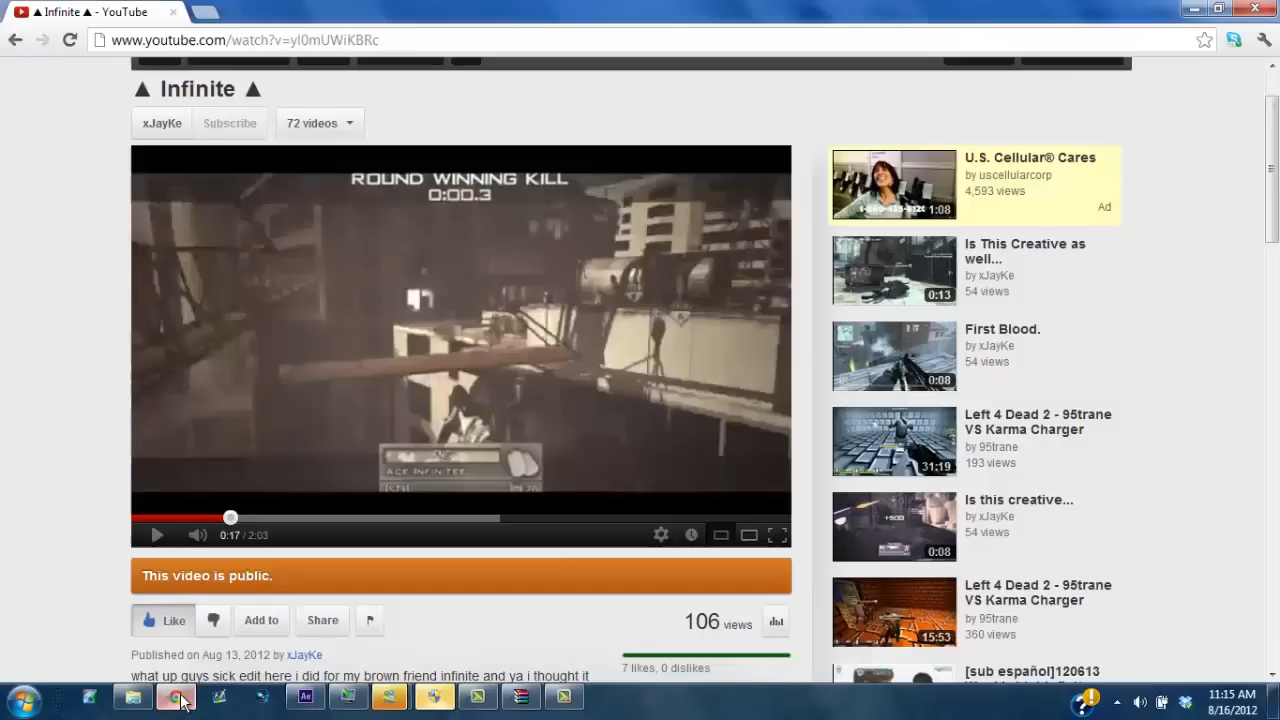 ▲ Infinite ▲ - YouTube
www.youtube.com/watch?v=yl0mUWiKBRc
▲ Infinite ▲
xJayKe Subscribe 72 videos
ROUND WINNING KILL
0:00.3
ACE INFINITEE
0:17 / 2:03
This video is public.
Like Add to Share 106 views
Published on Aug 13, 2012 by xJayKe
7 likes, 0 dislikes
what up guys sick edit here i did for my brown friend infinite and ya i thought it
U.S. Cellular® Cares
by uscellularcorp
4,593 views
Ad
1:08
Is This Creative as
well...
by xJayKe
54 views
0:13
First Blood.
by xJayKe
54 views
0:08
Left 4 Dead 2 - 95trane
VS Karma Charger
by 95trane
193 views
31:19
Is this creative...
by xJayKe
54 views
+500
0:08
Left 4 Dead 2 - 95trane
VS Karma Charger
by 95trane
360 views
15:53
[sub español]120613
11:15 AM
8/16/2012